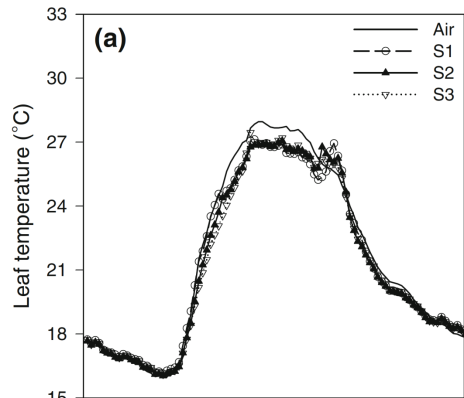 33
(a)
Air
S1
S2
S3
30
27
24
21
18
15
Leaf temperature (°C)